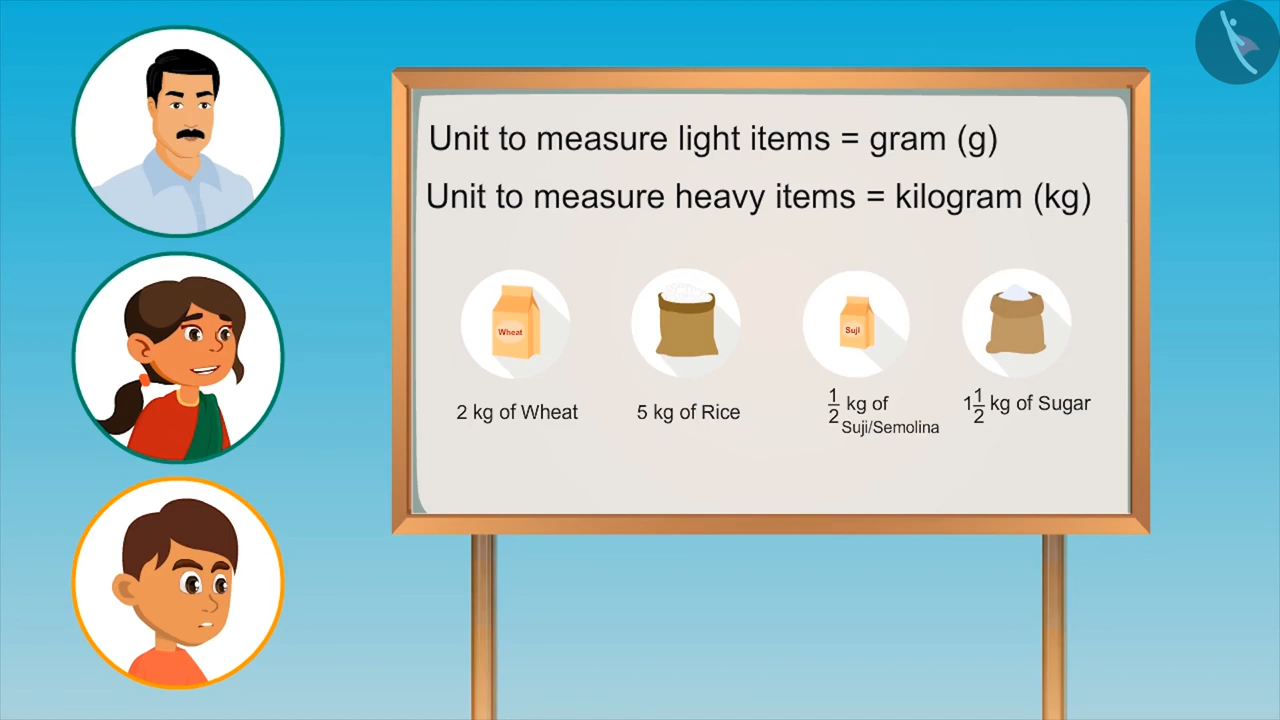 Unit to measure light items = gram (g)
Unit to measure heavy items = kilogram (kg)
Wheat
Suji
2 kg of Wheat
5 kg of Rice
1/2 kg of
Suji/Semolina
1 1/2 kg of Sugar